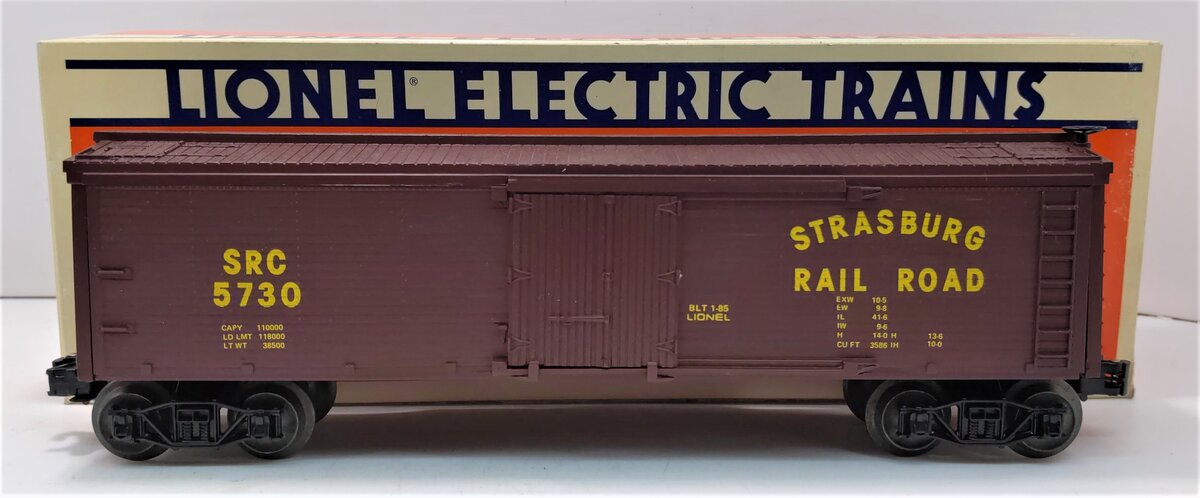 LIONEL® ELECTRIC TRAINS
SRC
5730
CAPY 110000
LD LMT 118000
LT WT 38500
BLT 1-85
LIONEL
STRASBURG
RAIL ROAD
EXW 10-5
EW 9-8
IL 41-6
IW 9-6
H 14-0 H 13-6
CU FT 3586 IH 10-0